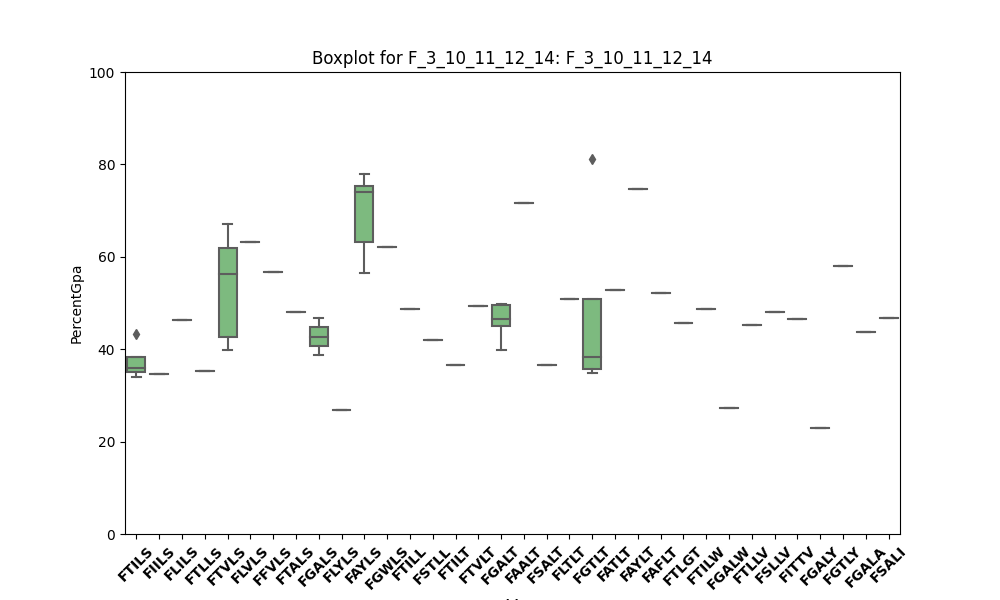 Boxplot for F_3_10_11_12_14: F_3_10_11_12_14
100
80
60
40
20
0
PercentGpa
FTILS
FIILS
FLILS
FTLLS
FTVLS
FLVLS
FFVLS
FTALS
FGALS
FLYLS
FAYLS
FGWLS
FTILL
FSTLL
FTILT
FTVLT
FGALT
FAALT
FSALT
FLTLT
FGTLT
FATLT
FAYLT
FAFLT
FTLGT
FTILW
FGALW
FTLLV
FSLLV
FITTV
FGALY
FGTLY
FGALA
FSALI